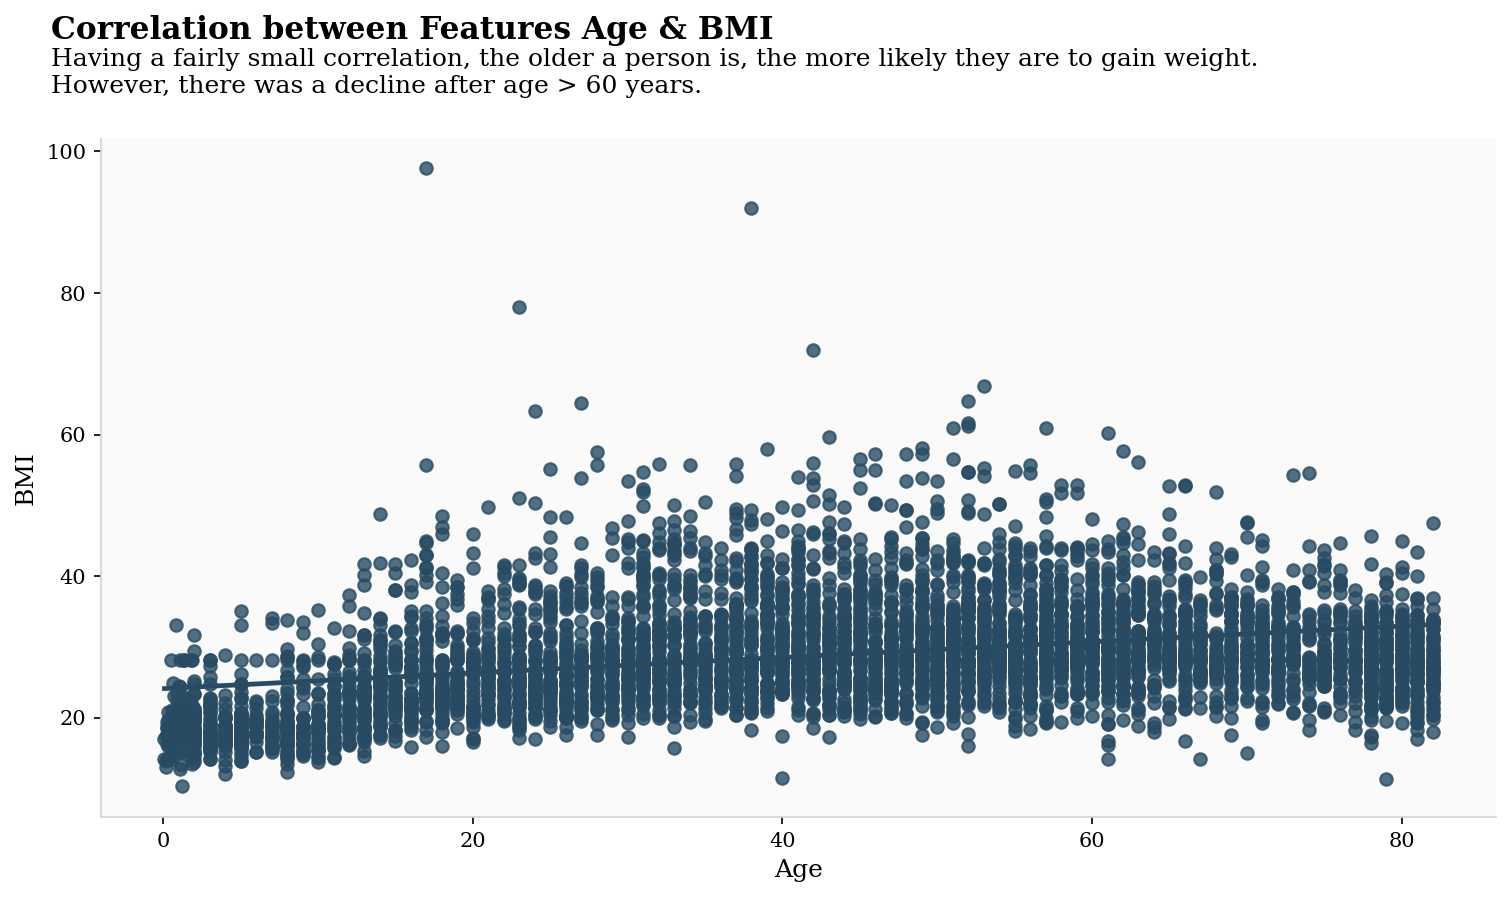 Correlation between Features Age & BMI
Having a fairly small correlation, the older a person is, the more likely they are to gain weight.
However, there was a decline after age > 60 years.
100
80
60
40
20
BMI
0 20 40 60 80
Age